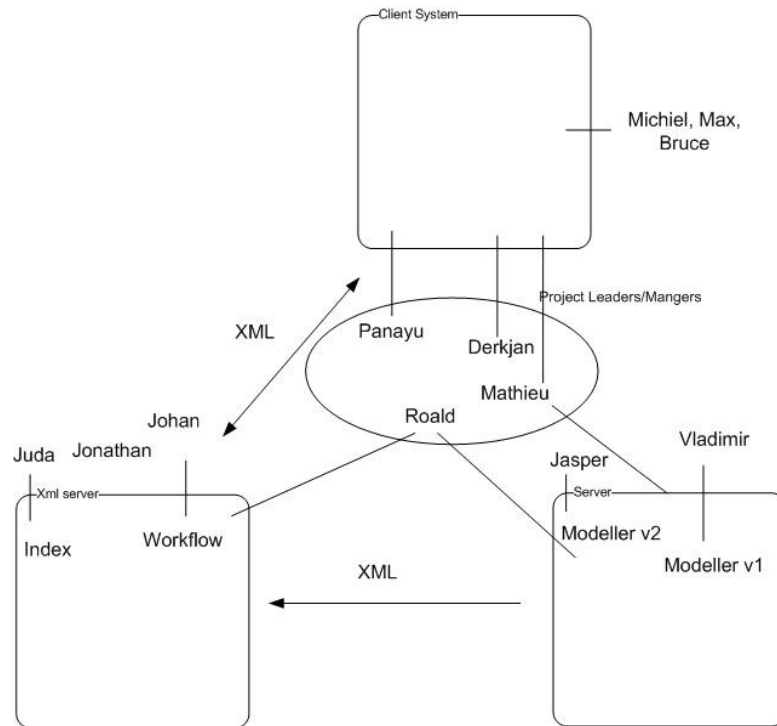 Client System
Michiel, Max,
Bruce
Project Leaders/Mangers
XML
Panayu
Derkjan
Mathieu
Roald
Johan
Jonathan
Juda
Xml server
Index
Workflow
Vladimir
Jasper
Server
Modeller v2
Modeller v1
XML